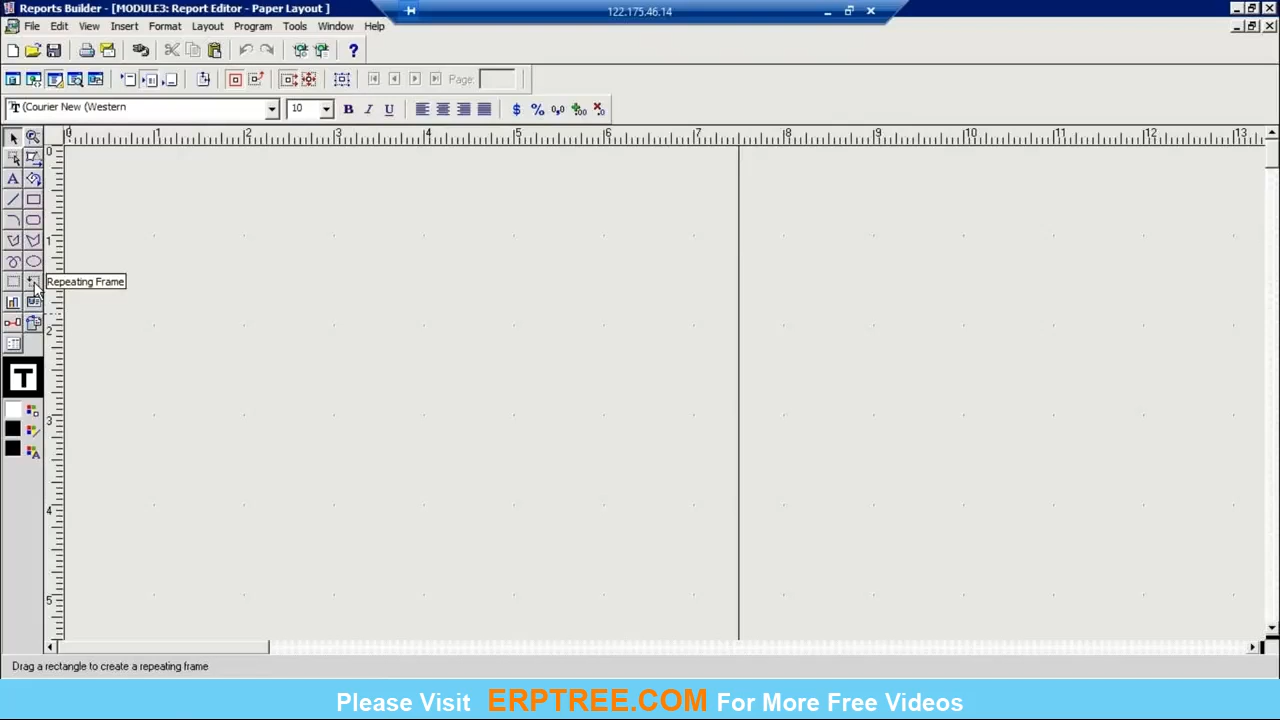 Reports Builder - [MODULE3: Report Editor - Paper Layout ]
122.175.46.14
File Edit View Insert Format Layout Program Tools Window Help
Page:
(Courier New (Western
10
B I U $ %
0 1 2 3 4 5 6 7 8 9 10 11 12 13
0
1
Repeating Frame
2
T
3
4
5
Drag a rectangle to create a repeating frame
Please Visit ERPTREE.COM For More Free Videos